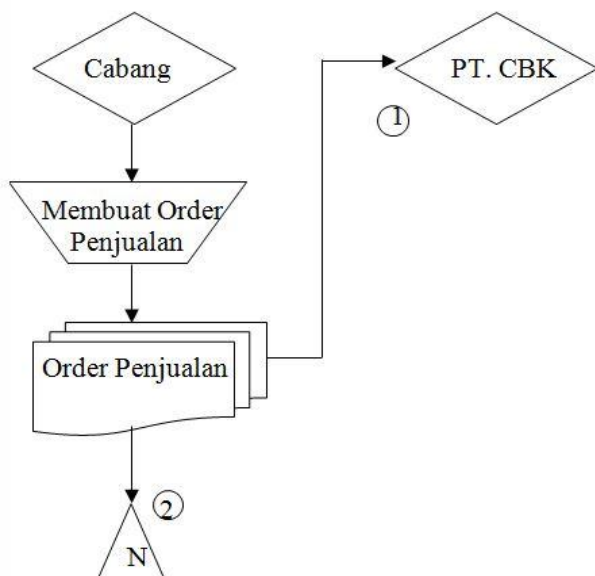 Cabang
PT. CBK
1
Membuat Order
Penjualan
Order Penjualan
2
N